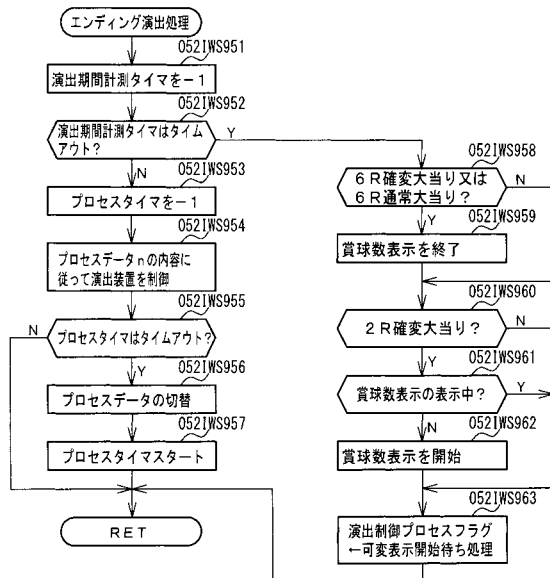 エンディング演出処理
052IWS951
演出期間計測タイマを－1
052IWS952
演出期間計測タイマはタイム
アウト？
Y
N
052IWS953
プロセスタイマを－1
052IWS954
プロセスデータｎの内容に
従って演出装置を制御
052IWS955
N
プロセスタイマはタイムアウト？
Y
052IWS956
プロセスデータの切替
052IWS957
プロセスタイマスタート
RET
052IWS958
6R確変大当り又は
6R通常大当り？
N
Y
052IWS959
賞球数表示を終了
052IWS960
2R確変大当り？
N
Y
052IWS961
賞球数表示の表示中？
Y
N
052IWS962
賞球数表示を開始
052IWS963
演出制御プロセスフラグ
←可変表示開始待ち処理